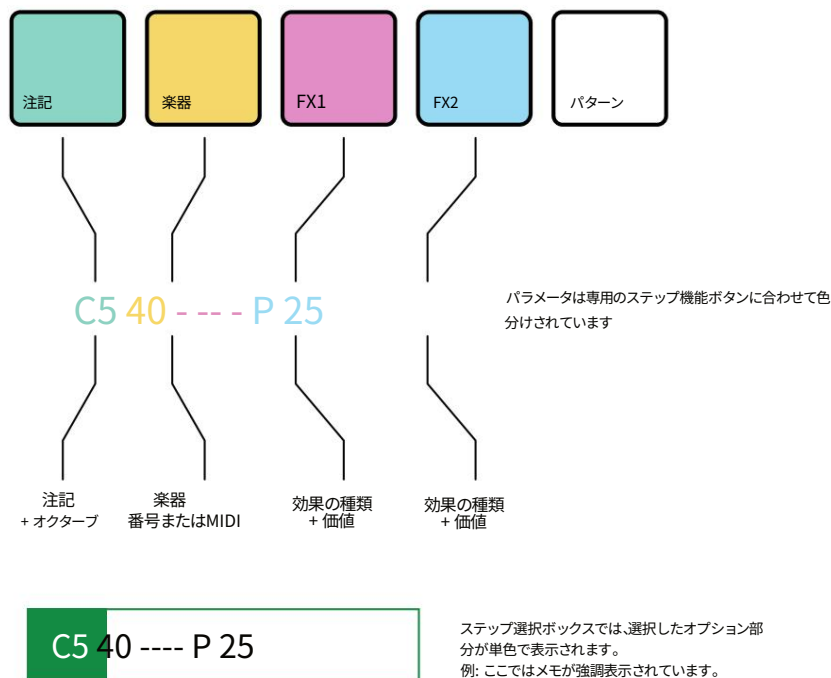 注記
楽器
FX1
FX2
パターン
C5 40 - -- - P 25
パラメータは専用のステップ機能ボタンに合わせて色
分けされています
注記
+ オクターブ
楽器
番号またはMIDI
効果の種類
+ 価値
効果の種類
+ 価値
C5 40 ---- P 25
ステップ選択ボックスでは、選択したオプション部
分が単色で表示されます。
例: ここではメモが強調表示されています。